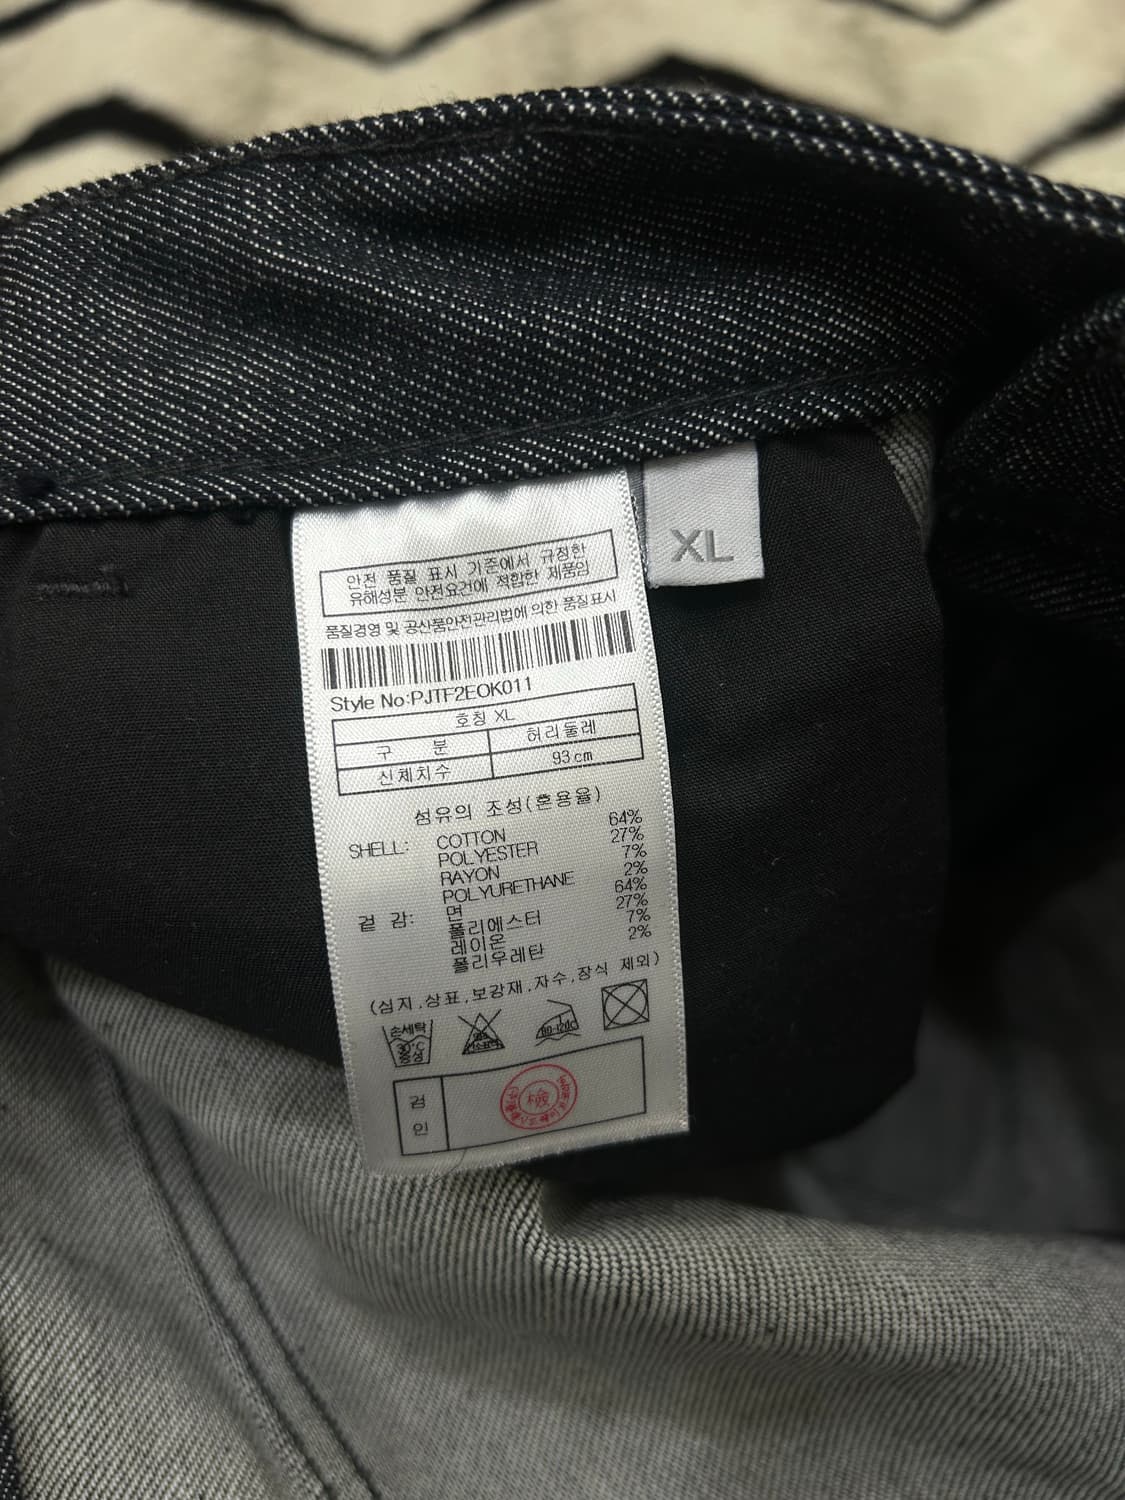 XL
안전 품질 표시 기준에서 규정한
유해성분 안전요건에 적합한 제품임
품질경영 및 공산품안전관리법에 의한 품질표시
Style No:PJTF2EOK011
호칭 XL
구 분 허리둘레
신체치수 93cm
섬유의 조성(혼용율)
SHELL: COTTON 64%
POLYESTER 27%
RAYON 7%
POLYURETHANE 2%
겉 감: 면 64%
폴리에스터 27%
레이온 7%
폴리우레탄 2%
(심지,상표,보강재,자수,장식 제외)
손세탁
80-120C
검
인
檢